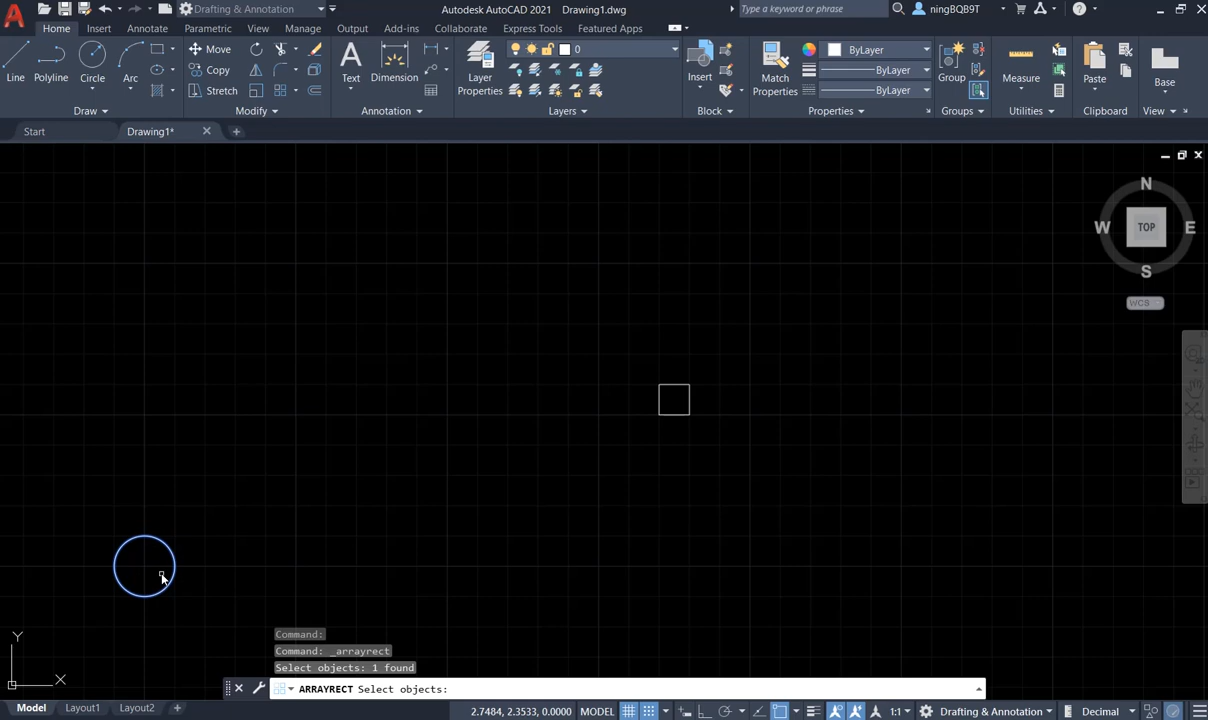 Drafting & Annotation
Autodesk AutoCAD 2021 Drawing1.dwg
Type a keyword or phrase
ningBQB9T
Home Insert Annotate Parametric View Manage Output Add-ins Collaborate Express Tools Featured Apps
Line Polyline Circle Arc
Move
Copy
Stretch
Text Dimension
Layer Properties
0
Insert
Match Properties
ByLayer
ByLayer
ByLayer
Group
Measure
Paste
Base
Draw Modify Annotation Layers Block Properties Groups Utilities Clipboard View
Start Drawing1*
N
W TOP E
S
WCS
Y
X
Command:
Command: _arrayrect
Select objects: 1 found
ARRAYRECT Select objects:
Model Layout1 Layout2
2.7484, 2.3533, 0.0000 MODEL 1:1 Drafting & Annotation Decimal